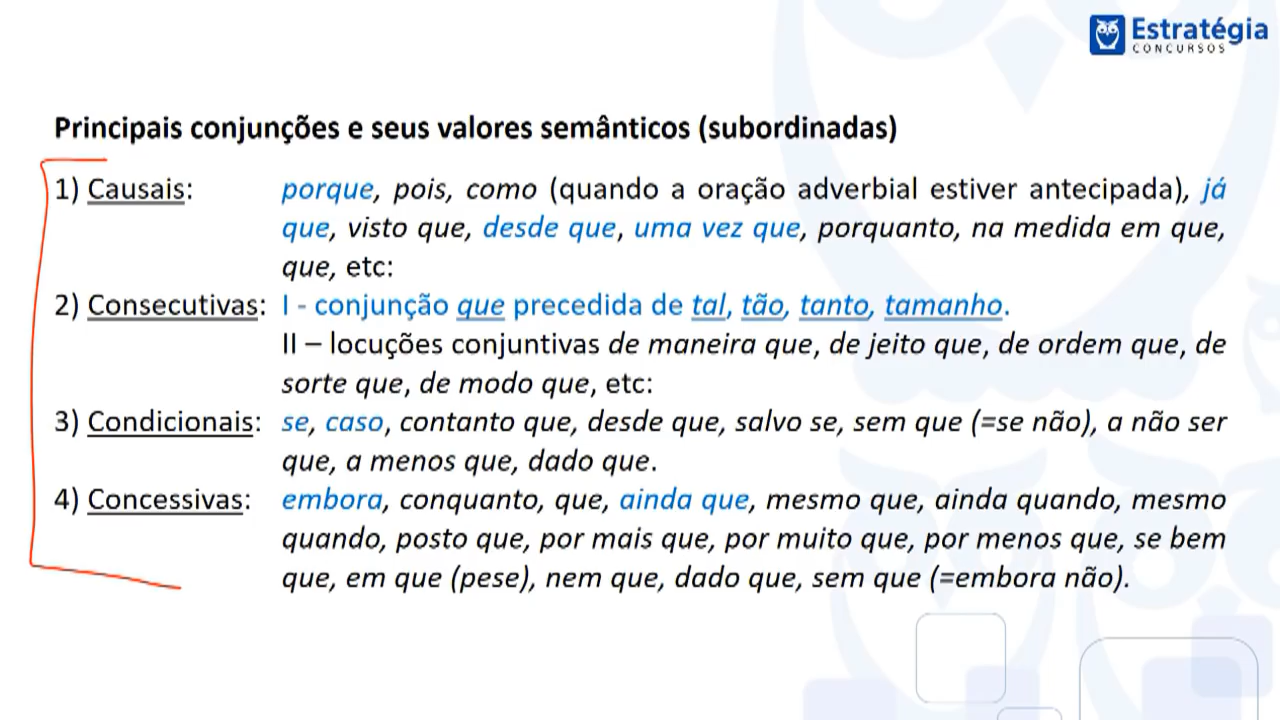 Estratégia
CONCURSOS
Principais conjunções e seus valores semânticos (subordinadas)
1) Causais: porque, pois, como (quando a oração adverbial estiver antecipada), já
que, visto que, desde que, uma vez que, porquanto, na medida em que,
que, etc:
2) Consecutivas: I - conjunção que precedida de tal, tão, tanto, tamanho.
II – locuções conjuntivas de maneira que, de jeito que, de ordem que, de
sorte que, de modo que, etc:
3) Condicionais: se, caso, contanto que, desde que, salvo se, sem que (=se não), a não ser
que, a menos que, dado que.
4) Concessivas: embora, conquanto, que, ainda que, mesmo que, ainda quando, mesmo
quando, posto que, por mais que, por muito que, por menos que, se bem
que, em que (pese), nem que, dado que, sem que (=embora não).